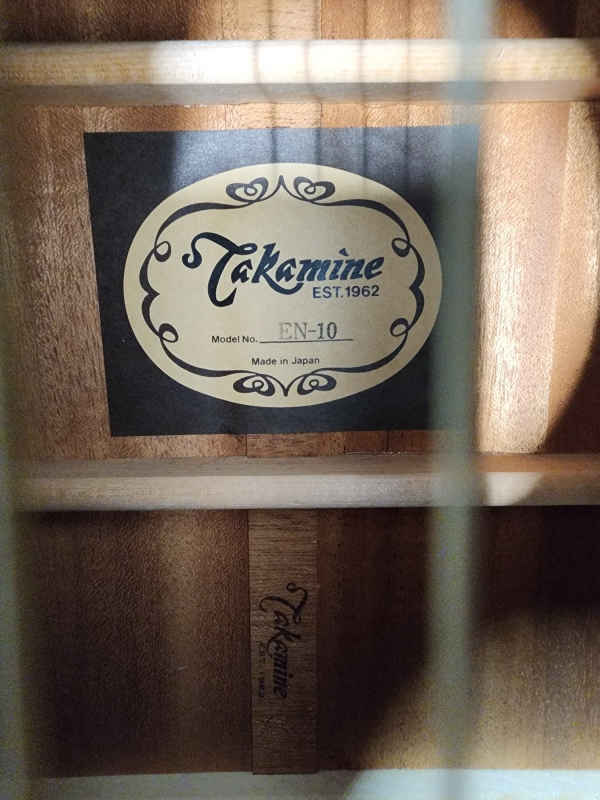 Takamine
EST. 1962
Model No. EN-10
Made in Japan
Takamine
EST. 1962